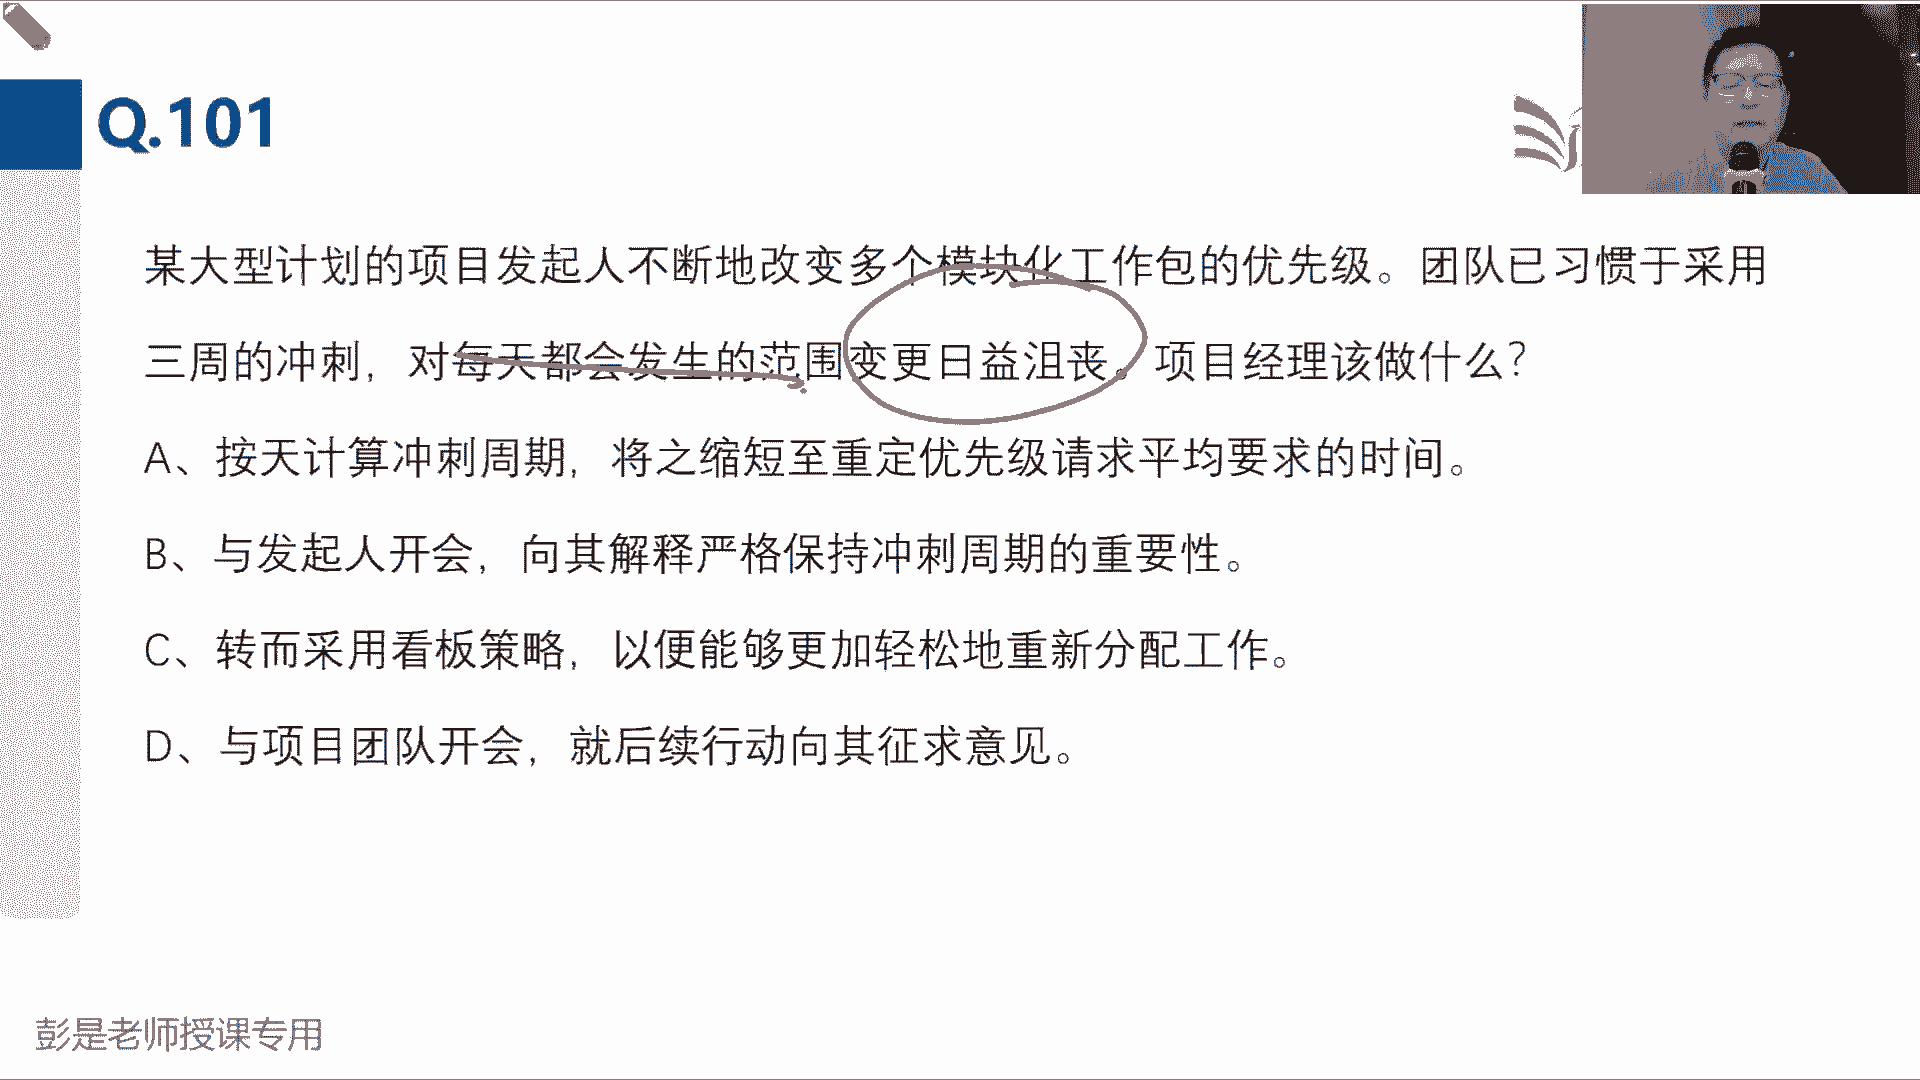 Q.101
某大型计划的项目发起人不断地改变多个模块化工作包的优先级。团队已习惯于采用
三周的冲刺，对每天都会发生的范围变更日益沮丧。项目经理该做什么？
A、按天计算冲刺周期，将之缩短至重定优先级请求平均要求的时间。
B、与发起人开会，向其解释严格保持冲刺周期的重要性。
C、转而采用看板策略，以便能够更加轻松地重新分配工作。
D、与项目团队开会，就后续行动向其征求意见。
彭是老师授课专用